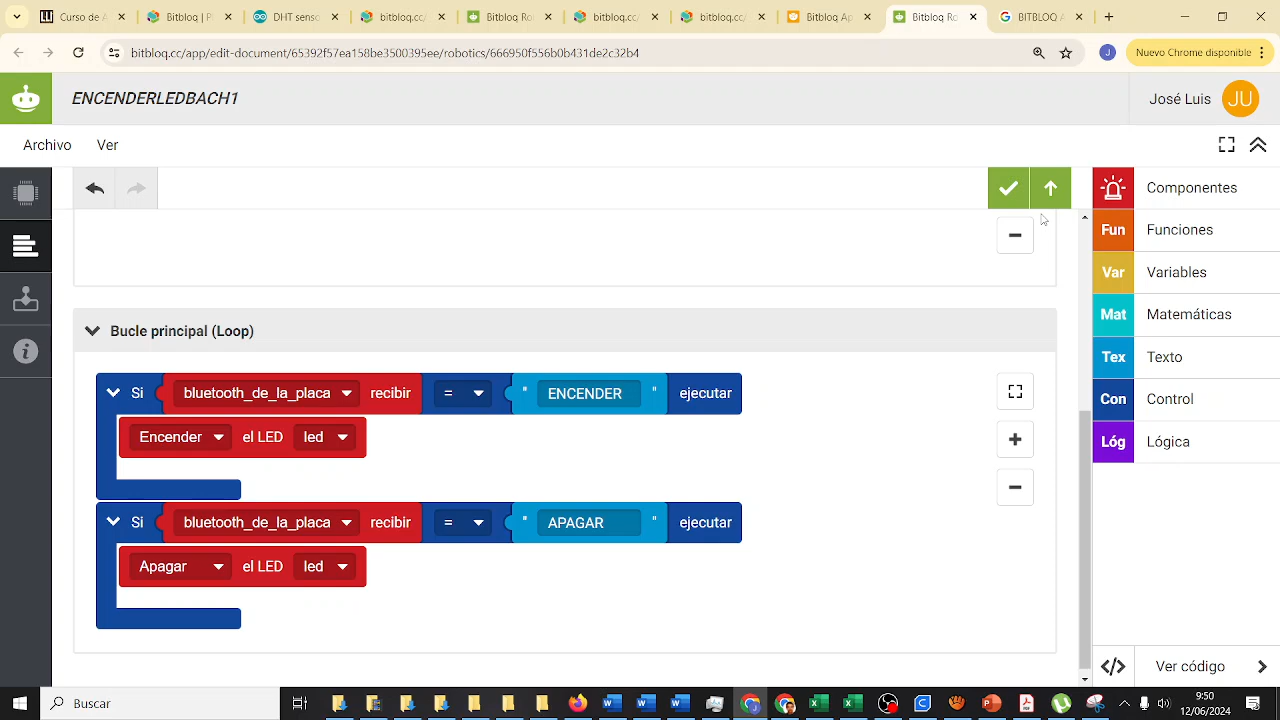 Curso de A
Bitbloq | P
DHT senso
bitbloq.cc/
Bitbloq Ro
bitbloq.cc/
bitbloq.cc/
Bitbloq Ap
Bitbloq Ro
BITBLOQ A
bitbloq.cc/app/edit-document/65392f57ea158be3500395ee/robotics/666950f556b0b431de2c32b4
J
Nuevo Chrome disponible
ENCENDERLEDBACH1
José Luis
JU
Archivo
Ver
Componentes
Fun
Funciones
Var
Variables
Mat
Matemáticas
Tex
Texto
Con
Control
Lóg
Lógica
Bucle principal (Loop)
Si bluetooth_de_la_placa recibir = " ENCENDER " ejecutar
Encender el LED led
Si bluetooth_de_la_placa recibir = " APAGAR " ejecutar
Apagar el LED led
Ver código
Buscar
9:50
12/06/2024